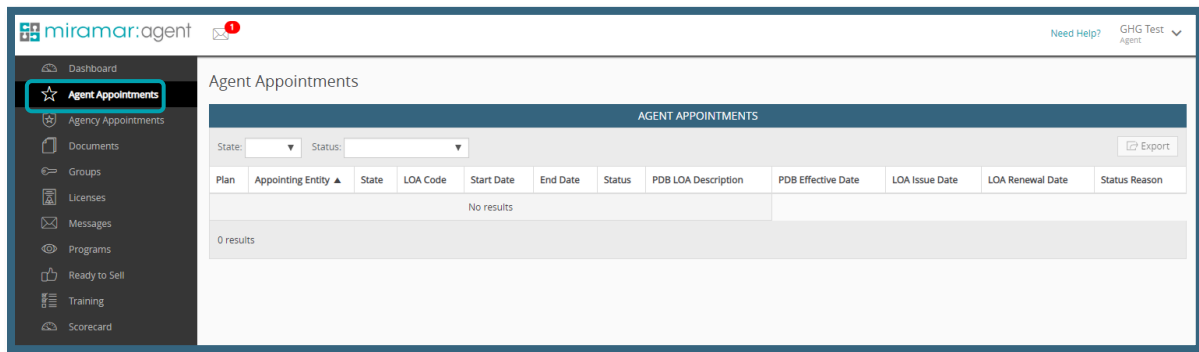 miramar:agent
1
Need Help?
GHG Test
Agent
Dashboard
Agent Appointments
Agency Appointments
Documents
Groups
Licenses
Messages
Programs
Ready to Sell
Training
Scorecard
Agent Appointments
AGENT APPOINTMENTS
State: Status: Export
Plan Appointing Entity ▲ State LOA Code Start Date End Date Status PDB LOA Description PDB Effective Date LOA Issue Date LOA Renewal Date Status Reason
No results
0 results